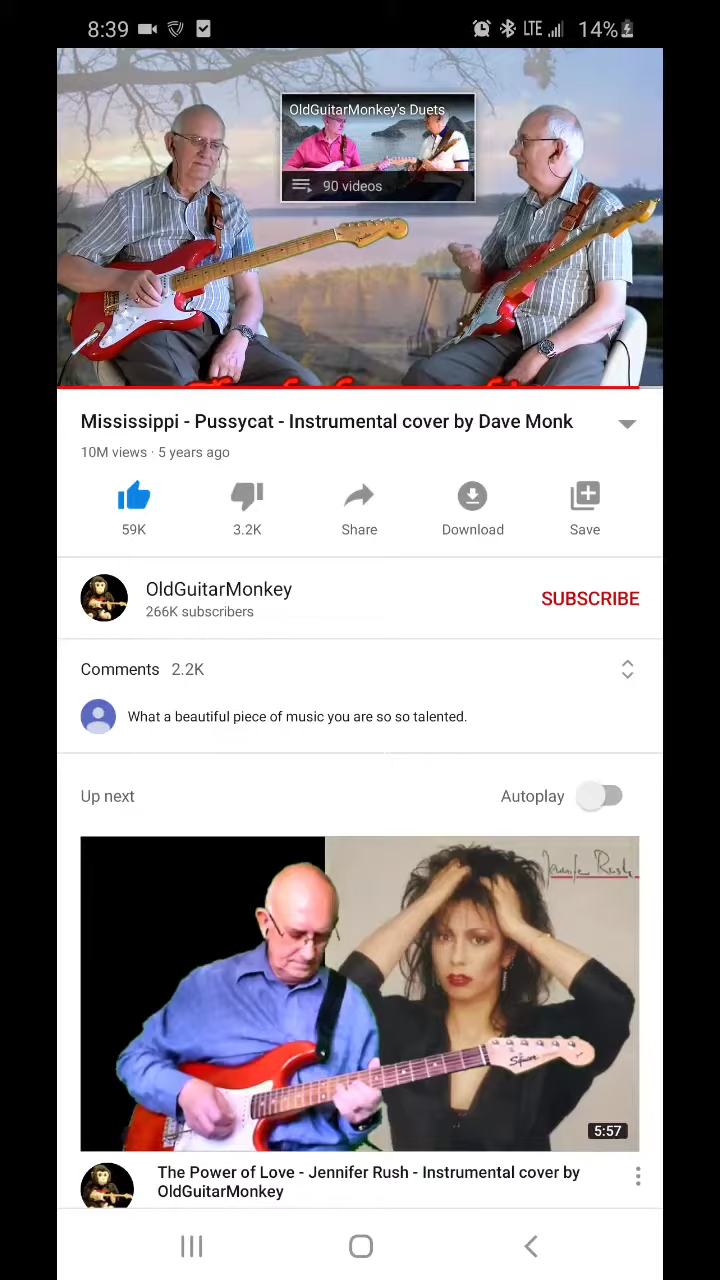 8:39
LTE
14%
OldGuitarMonkey's Duets
90 videos
Mississippi - Pussycat - Instrumental cover by Dave Monk
10M views · 5 years ago
59K
3.2K
Share
Download
Save
OldGuitarMonkey
266K subscribers
SUBSCRIBE
Comments 2.2K
What a beautiful piece of music you are so so talented.
Up next
Autoplay
Jennifer Rush
Squier
5:57
The Power of Love - Jennifer Rush - Instrumental cover by
OldGuitarMonkey